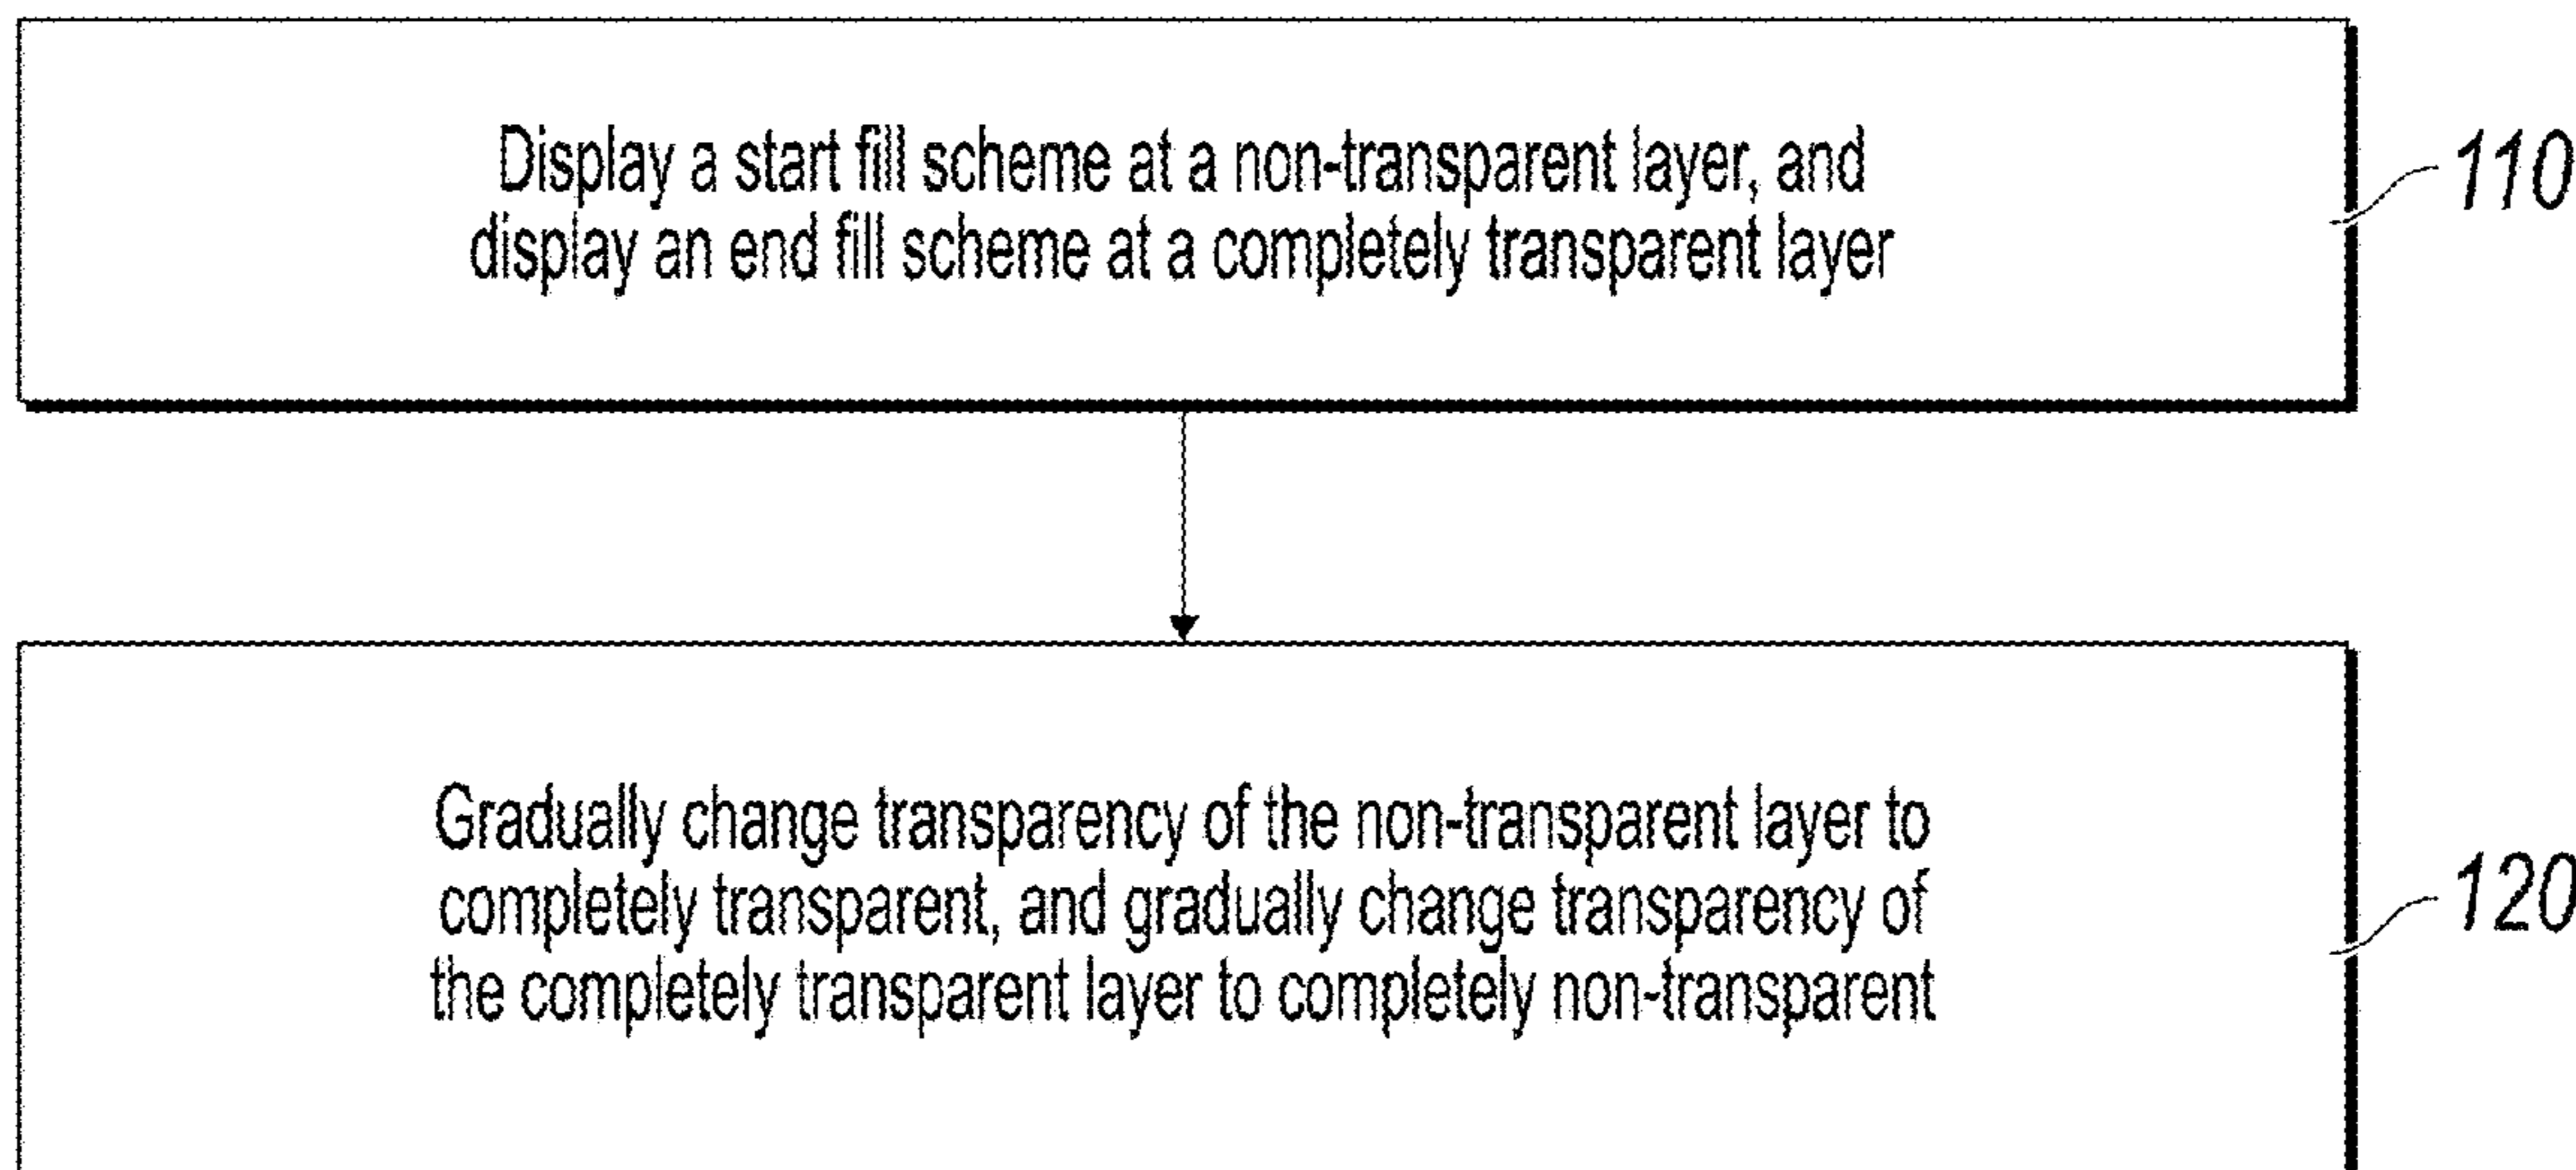 Display a start fill scheme at a non-transparent layer, and
display an end fill scheme at a completely transparent layer
110
Gradually change transparency of the non-transparent layer to
completely transparent, and gradually change transparency of
the completely transparent layer to completely non-transparent
120